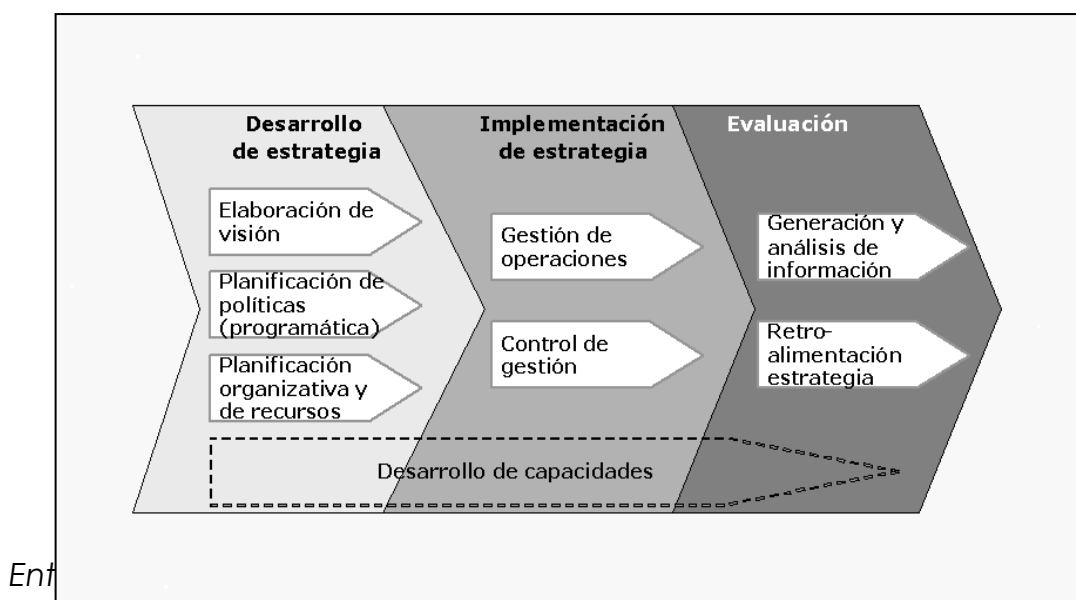 Desarrollo
de estrategia
Elaboración de
visión
Planificación de
políticas
(programática)
Planificación
organizativa y
de recursos
Implementación
de estrategia
Gestión de
operaciones
Control de
gestión
Evaluación
Generación y
análisis de
información
Retro-
alimentación
estrategia
Desarrollo de capacidades